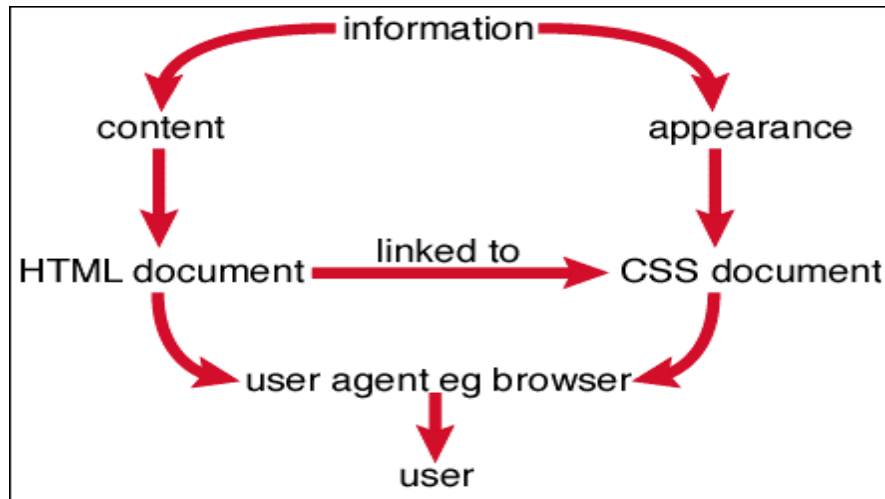 information
content
appearance
linked to
HTML document
CSS document
user agent eg browser
user